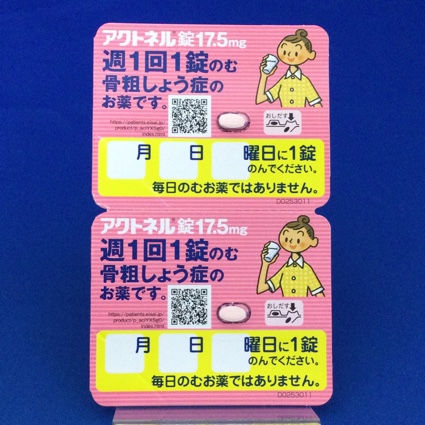 アクトネル錠17.5mg
週1回1錠のむ
骨粗しょう症の
お薬です。
おしだす
月 日 曜日に1錠
のんでください。
毎日のむお薬ではありません。
DD253011
アクトネル錠17.5mg
週1回1錠のむ
骨粗しょう症の
お薬です。
おしだす
月 日 曜日に1錠
のんでください。
毎日のむお薬ではありません。
DD253011